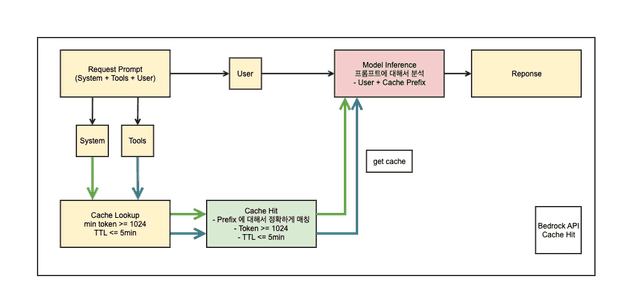 Request Prompt
(System + Tools + User)
User
Model Inference
프롬프트에 대해서 분석
- User + Cache Prefix
Reponse
System
Tools
get cache
Cache Lookup
min token >= 1024
TTL <= 5min
Cache Hit
- Prefix 에 대해서 정확하게 매칭
- Token >= 1024
- TTL <= 5min
Bedrock API
Cache Hit